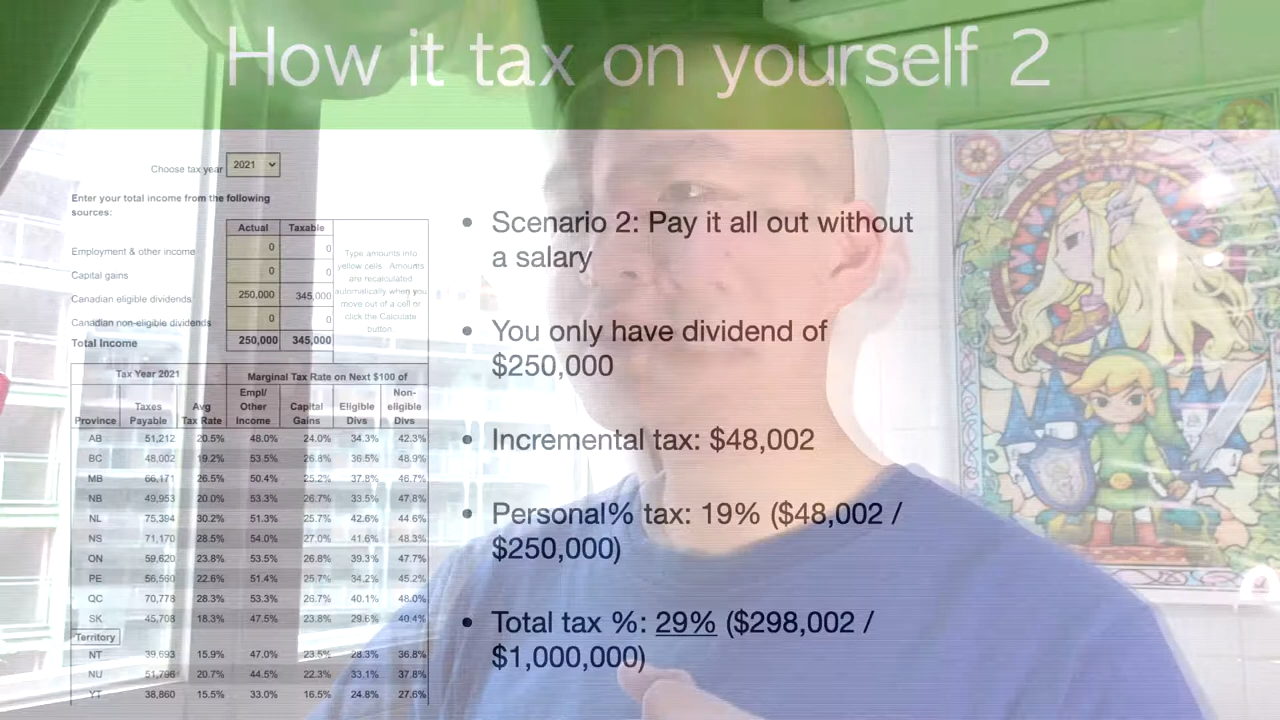 How it tax on yourself 2
Choose tax year 2021
Enter your total income from the following
sources:
Actual Taxable
Employment & other income 0 0
Capital gains 0 0
Canadian eligible dividends 250,000 345,000
Canadian non-eligible dividends 0 0
Total Income 250,000 345,000
Type amounts into
yellow cells. Amounts
are recalculated
automatically when you
move out of a cell or
click the Calculate
button.
Tax Year 2021 Marginal Tax Rate on Next $100 of
Province Taxes Payable Avg Tax Rate Empl/ Other Income Capital Gains Eligible Divs Non-eligible Divs
AB 51,212 20.5% 48.0% 24.0% 34.3% 42.3%
BC 48,002 19.2% 53.5% 26.8% 36.5% 48.9%
MB 66,171 26.5% 50.4% 25.2% 37.8% 46.7%
NB 49,953 20.0% 53.3% 26.7% 33.5% 47.8%
NL 75,394 30.2% 51.3% 25.7% 42.6% 44.6%
NS 71,170 28.5% 54.0% 27.0% 41.6% 48.3%
ON 59,620 23.8% 53.5% 26.8% 39.3% 47.7%
PE 56,560 22.6% 51.4% 25.7% 34.2% 45.2%
QC 70,778 28.3% 53.3% 26.7% 40.1% 48.0%
SK 45,708 18.3% 47.5% 23.8% 29.6% 40.4%
Territory
NT 39,693 15.9% 47.0% 23.5% 28.3% 36.8%
NU 51,796 20.7% 44.5% 22.3% 33.1% 37.8%
YT 38,860 15.5% 33.0% 16.5% 24.8% 27.6%
• Scenario 2: Pay it all out without
a salary
• You only have dividend of
$250,000
• Incremental tax: $48,002
• Personal% tax: 19% ($48,002 /
$250,000)
• Total tax %: 29% ($298,002 /
$1,000,000)